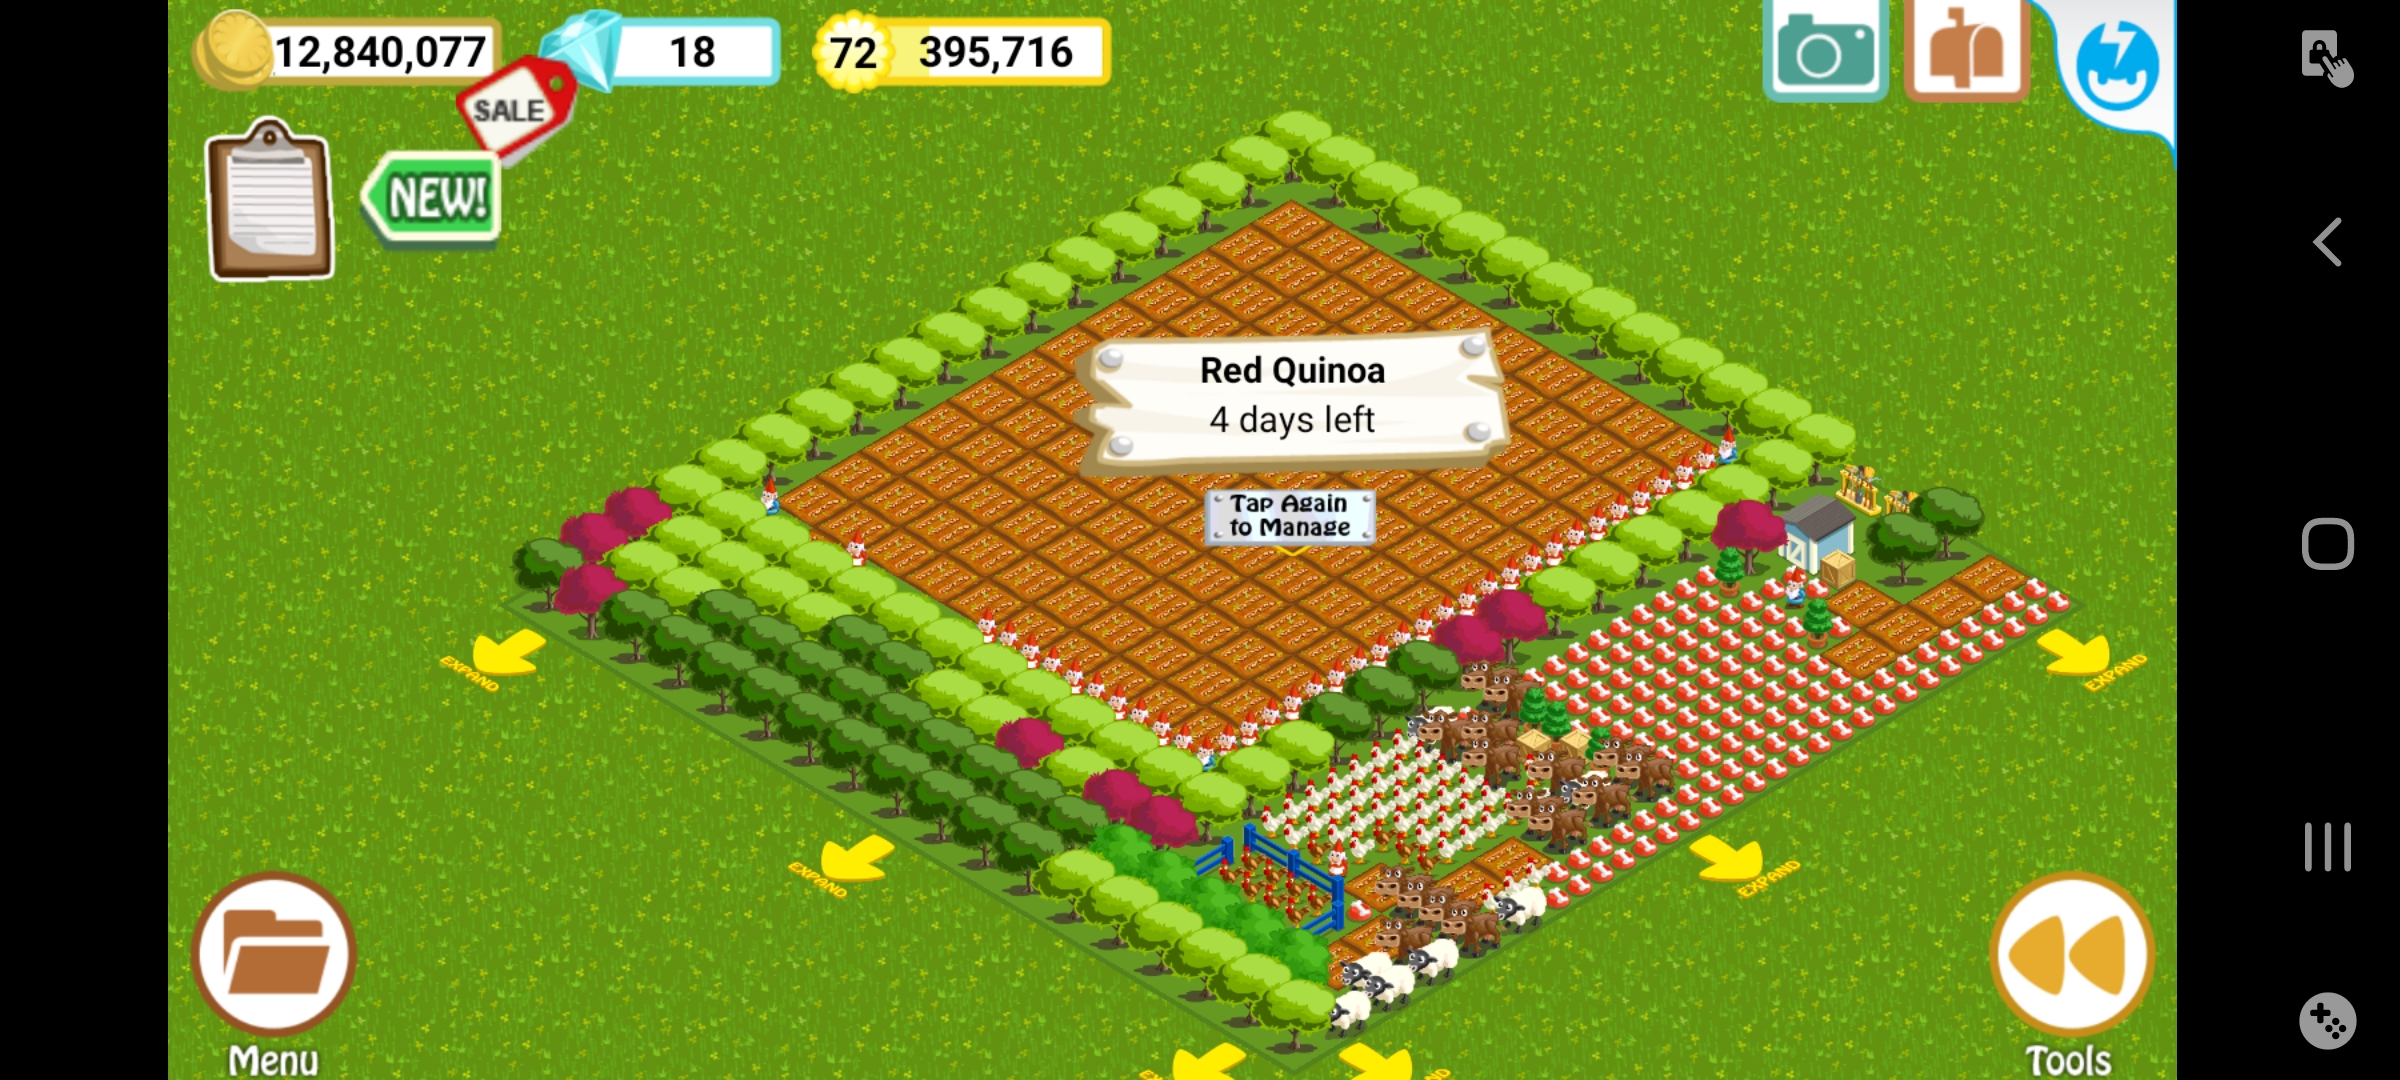 12,840,077
18
72
395,716
SALE
NEW!
Red Quinoa
4 days left
Tap Again
to Manage
EXPAND
EXPAND
EXPAND
EXPAND
Menu
Tools